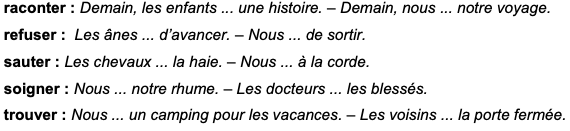 raconter : Demain, les enfants ... une histoire. – Demain, nous ... notre voyage.
refuser : Les ânes ... d’avancer. – Nous ... de sortir.
sauter : Les chevaux ... la haie. – Nous ... à la corde.
soigner : Nous ... notre rhume. – Les docteurs ... les blessés.
trouver : Nous ... un camping pour les vacances. – Les voisins ... la porte fermée.